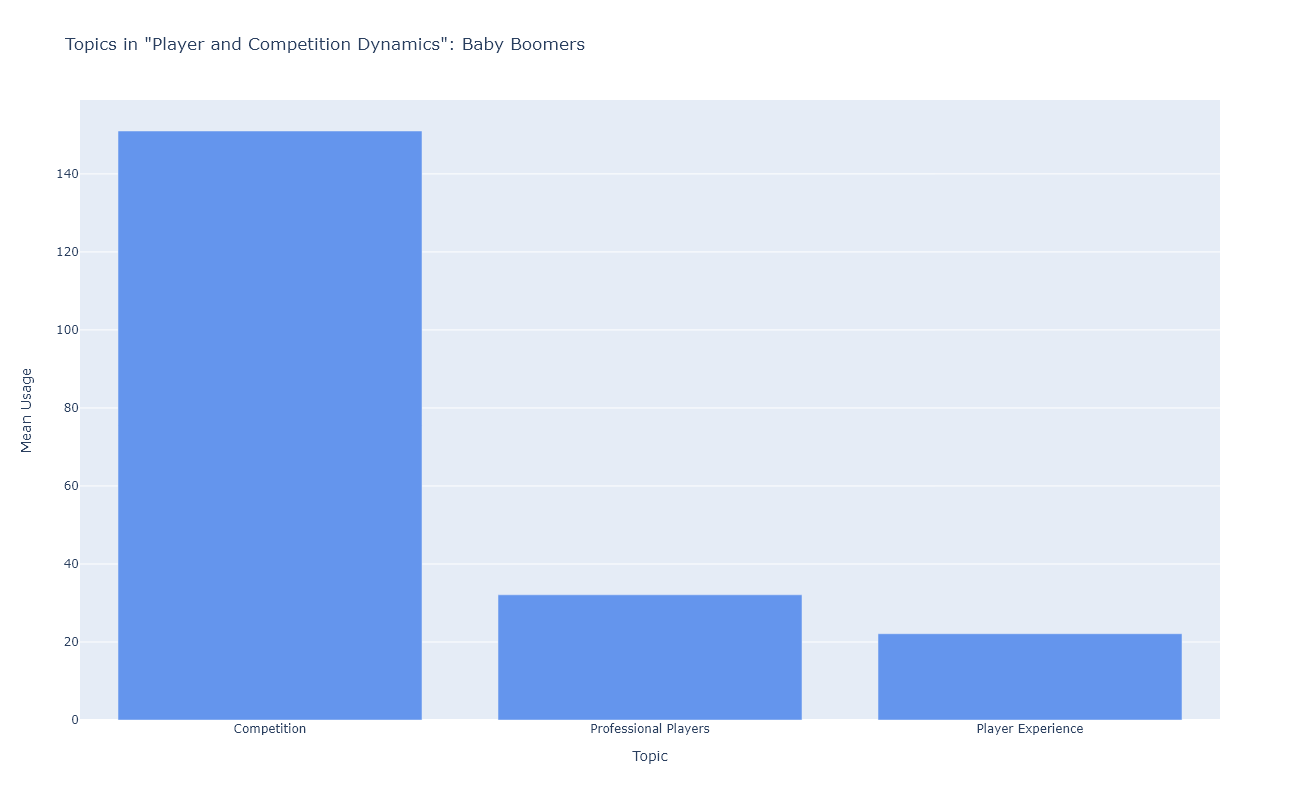 Topics in "Player and Competition Dynamics": Baby Boomers
Mean Usage
140
120
100
80
60
40
20
0
Competition
Professional Players
Player Experience
Topic